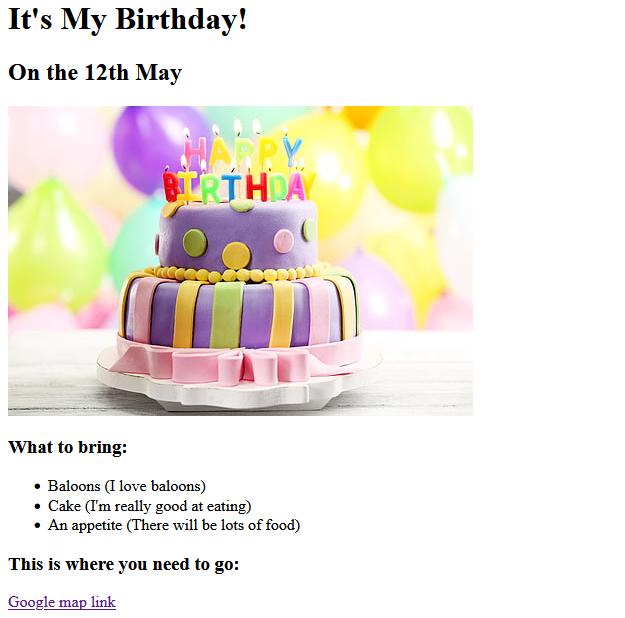 It's My Birthday!
On the 12th May
HAPPY
BIRTHDAY
What to bring:
Baloons (I love baloons)
Cake (I'm really good at eating)
An appetite (There will be lots of food)
This is where you need to go:
Google map link